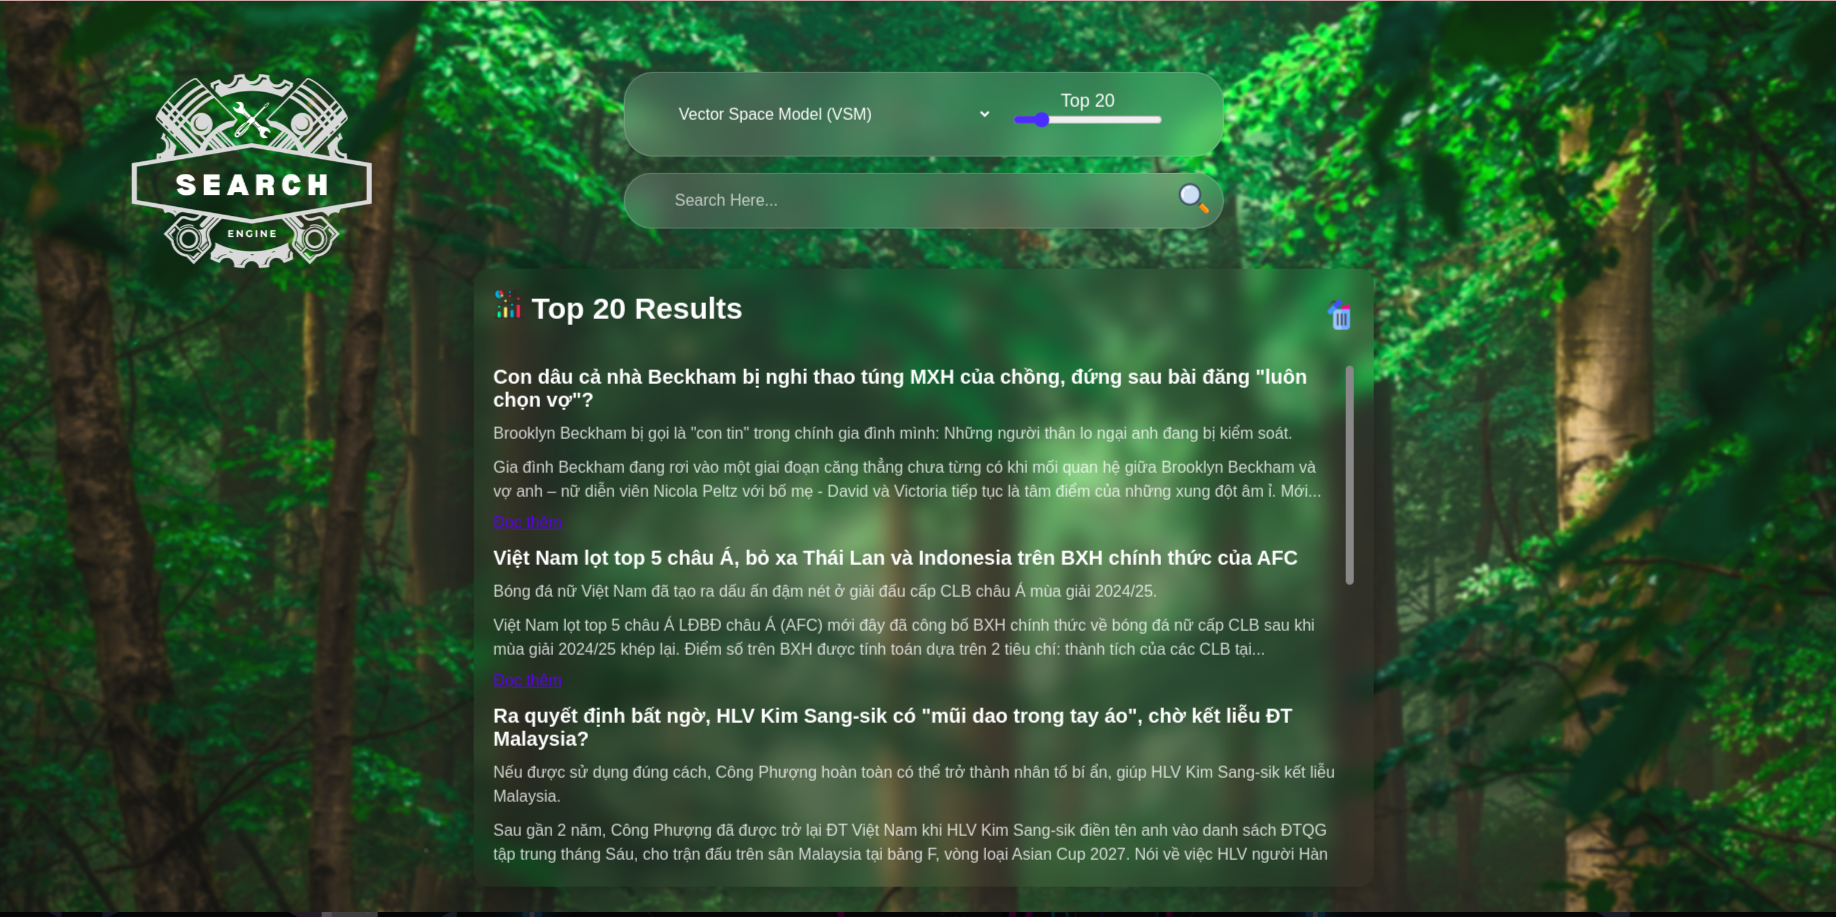 SEARCH
ENGINE
Vector Space Model (VSM)
Top 20
Search Here...
Top 20 Results
Con dâu cả nhà Beckham bị nghi thao túng MXH của chồng, đứng sau bài đăng "luôn
chọn vợ"?
Brooklyn Beckham bị gọi là "con tin" trong chính gia đình mình: Những người thân lo ngại anh đang bị kiểm soát.
Gia đình Beckham đang rơi vào một giai đoạn căng thẳng chưa từng có khi mối quan hệ giữa Brooklyn Beckham và
vợ anh – nữ diễn viên Nicola Peltz với bố mẹ - David và Victoria tiếp tục là tâm điểm của những xung đột âm ỉ. Mới...
Đọc thêm
Việt Nam lọt top 5 châu Á, bỏ xa Thái Lan và Indonesia trên BXH chính thức của AFC
Bóng đá nữ Việt Nam đã tạo ra dấu ấn đậm nét ở giải đấu cấp CLB châu Á mùa giải 2024/25.
Việt Nam lọt top 5 châu Á LĐBĐ châu Á (AFC) mới đây đã công bố BXH chính thức về bóng đá nữ cấp CLB sau khi
mùa giải 2024/25 khép lại. Điểm số trên BXH được tính toán dựa trên 2 tiêu chí: thành tích của các CLB tại...
Đọc thêm
Ra quyết định bất ngờ, HLV Kim Sang-sik có "mũi dao trong tay áo", chờ kết liễu ĐT
Malaysia?
Nếu được sử dụng đúng cách, Công Phượng hoàn toàn có thể trở thành nhân tố bí ẩn, giúp HLV Kim Sang-sik kết liễu
Malaysia.
Sau gần 2 năm, Công Phượng đã được trở lại ĐT Việt Nam khi HLV Kim Sang-sik điền tên anh vào danh sách ĐTQG
tập trung tháng Sáu, cho trận đấu trên sân Malaysia tại bảng F, vòng loại Asian Cup 2027. Nói về việc HLV người Hàn